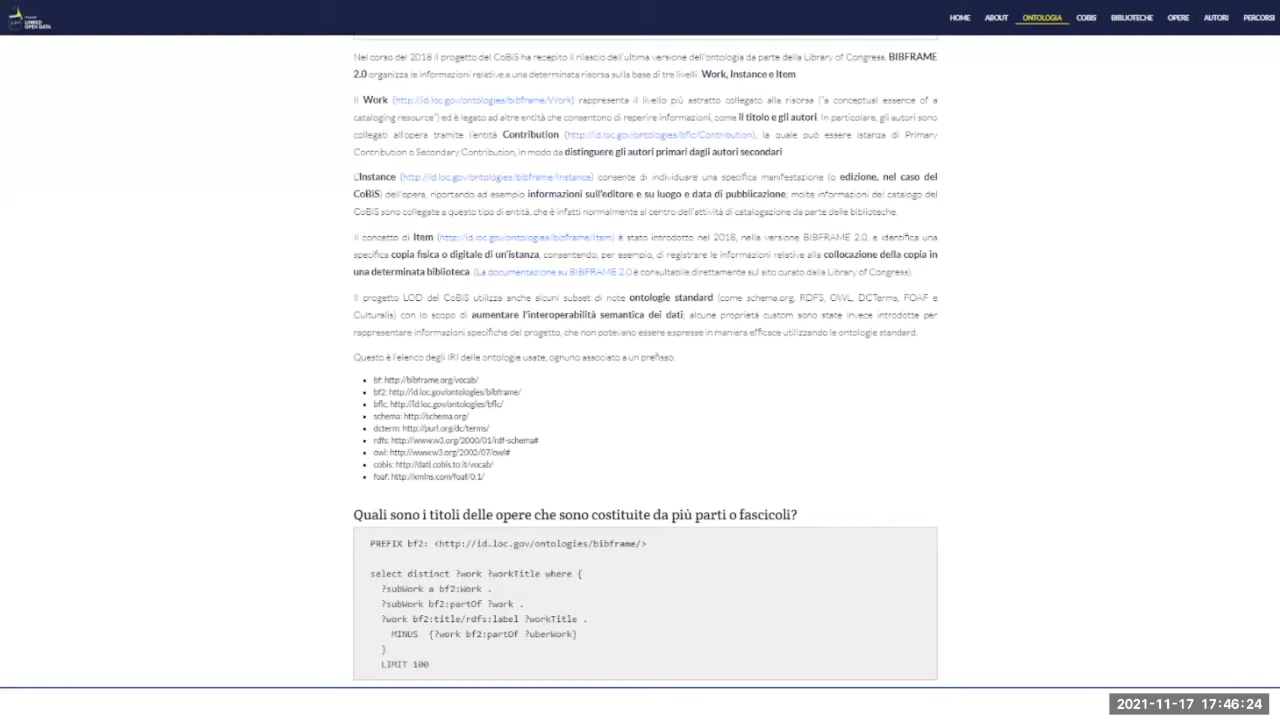 LINKED
OPEN DATA
HOME ABOUT ONTOLOGIA COBIS BIBLIOTECHE OPERE AUTORI PERCORSI
Nel corso del 2018 il progetto del CoBiS ha recepito il rilascio dell'ultima versione dell'ontologia da parte della Library of Congress. BIBFRAME
2.0 organizza le informazioni relative a una determinata risorsa sulla base di tre livelli: Work, Instance e Item.
Il Work (http://id.loc.gov/ontologies/bibframe/Work) rappresenta il livello più astratto collegato alla risorsa ("a conceptual essence of a
cataloging resource") ed è legato ad altre entità che consentono di reperire informazioni, come il titolo e gli autori. In particolare, gli autori sono
collegati all'opera tramite l'entità Contribution (http://id.loc.gov/ontologies/bflc/Contribution), la quale può essere istanza di Primary
Contribution o Secondary Contribution, in modo da distinguere gli autori primari dagli autori secondari
L'Instance (http://id.loc.gov/ontologies/bibframe/Instance) consente di individuare una specifica manifestazione (o edizione, nel caso del
CoBiS) dell'opera, riportando ad esempio informazioni sull'editore e su luogo e data di pubblicazione; molte informazioni del catalogo del
CoBiS sono collegate a questo tipo di entità, che è infatti normalmente al centro dell'attività di catalogazione da parte delle biblioteche.
Il concetto di Item (http://id.loc.gov/ontologies/bibframe/Item) è stato introdotto nel 2018, nella versione BIBFRAME 2.0, e identifica una
specifica copia fisica o digitale di un'istanza, consentendo, per esempio, di registrare le informazioni relative alla collocazione della copia in
una determinata biblioteca. (La documentazione su BIBFRAME 2.0 è consultabile direttamente sul sito curato dalla Library of Congress).
Il progetto LOD del CoBiS utilizza anche alcuni subset di note ontologie standard (come schema.org, RDFS, OWL, DCTerms, FOAF e
Culturalis) con lo scopo di aumentare l'interoperabilità semantica dei dati; alcune proprietà custom sono state invece introdotte per
rappresentare informazioni specifiche del progetto, che non potevano essere espresse in maniera efficace utilizzando le ontologie standard.
Questo è l'elenco degli IRI delle ontologie usate, ognuno associato a un prefisso.
bf: http://bibframe.org/vocab/
bf2: http://id.loc.gov/ontologies/bibframe/
bflc: http://id.loc.gov/ontologies/bflc/
schema: http://schema.org/
dcterm: http://purl.org/dc/terms/
rdfs: http://www.w3.org/2000/01/rdf-schema#
owl: http://www.w3.org/2002/07/owl#
cobis: http://dati.cobis.to.it/vocab/
foaf: http://xmlns.com/foaf/0.1/
Quali sono i titoli delle opere che sono costituite da più parti o fascicoli?
PREFIX bf2: <http://id.loc.gov/ontologies/bibframe/>
select distinct ?work ?workTitle where {
?subWork a bf2:Work .
?subWork bf2:partOf ?work .
?work bf2:title/rdfs:label ?workTitle .
MINUS {?work bf2:partOf ?uberWork}
}
LIMIT 100
2021-11-17 17:46:24